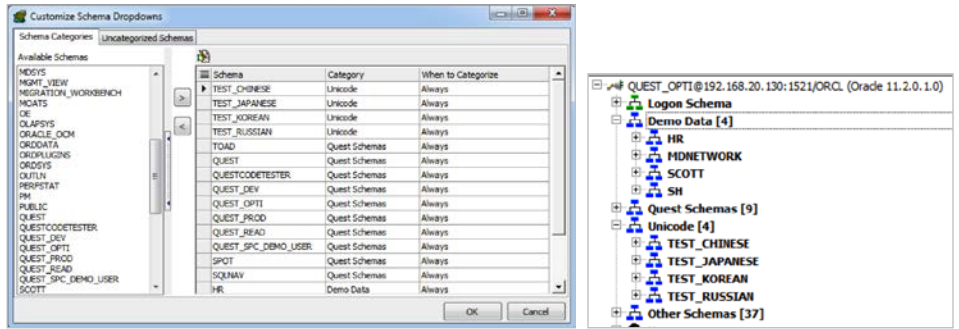 Customize Schema Dropdowns
Schema Categories Uncategorized Schemas
Available Schemas
MDSYS
MGMT_VIEW
MIGRATION_WORKBENCH
MOATS
OE
OLAPSYS
ORACLE_OCM
ORDDATA
ORDPLUGINS
ORDSYS
OUTLN
PERFSTAT
PM
PUBLIC
QUEST
QUESTCODETESTER
QUEST_DEV
QUEST_OPTI
QUEST_PROD
QUEST_READ
QUEST_SPC_DEMO_USER
SCOTT
>
<
Schema Category When to Categorize
TEST_CHINESE Unicode Always
TEST_JAPANESE Unicode Always
TEST_KOREAN Unicode Always
TEST_RUSSIAN Unicode Always
TOAD Quest Schemas Always
QUEST Quest Schemas Always
QUESTCODETESTER Quest Schemas Always
QUEST_DEV Quest Schemas Always
QUEST_OPTI Quest Schemas Always
QUEST_PROD Quest Schemas Always
QUEST_READ Quest Schemas Always
QUEST_SPC_DEMO_USER Quest Schemas Always
SPOT Quest Schemas Always
SQLNAV Quest Schemas Always
HR Demo Data Always
OK Cancel
QUEST_OPTI@192.168.20.130:1521/ORCL (Oracle 11.2.0.1.0)
Logon Schema
Demo Data [4]
HR
MDNETWORK
SCOTT
SH
Quest Schemas [9]
Unicode [4]
TEST_CHINESE
TEST_JAPANESE
TEST_KOREAN
TEST_RUSSIAN
Other Schemas [37]